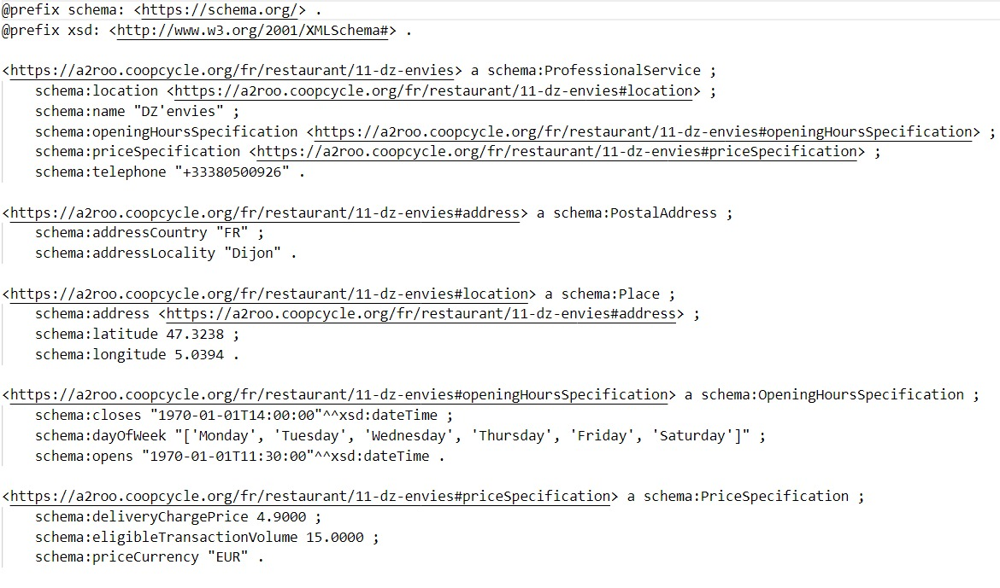 @prefix schema: <https://schema.org/> .
@prefix xsd: <http://www.w3.org/2001/XMLSchema#> .
<https://a2roo.coopcycle.org/fr/restaurant/11-dz-envies> a schema:ProfessionalService ;
schema:location <https://a2roo.coopcycle.org/fr/restaurant/11-dz-envies#location> ;
schema:name "DZ'envies" ;
schema:openingHoursSpecification <https://a2roo.coopcycle.org/fr/restaurant/11-dz-envies#openingHoursSpecification> ;
schema:priceSpecification <https://a2roo.coopcycle.org/fr/restaurant/11-dz-envies#priceSpecification> ;
schema:telephone "+33380500926" .
<https://a2roo.coopcycle.org/fr/restaurant/11-dz-envies#address> a schema:PostalAddress ;
schema:addressCountry "FR" ;
schema:addressLocality "Dijon" .
<https://a2roo.coopcycle.org/fr/restaurant/11-dz-envies#location> a schema:Place ;
schema:address <https://a2roo.coopcycle.org/fr/restaurant/11-dz-envies#address> ;
schema:latitude 47.3238 ;
schema:longitude 5.0394 .
<https://a2roo.coopcycle.org/fr/restaurant/11-dz-envies#openingHoursSpecification> a schema:OpeningHoursSpecification ;
schema:closes "1970-01-01T14:00:00"^^xsd:dateTime ;
schema:dayOfWeek "['Monday', 'Tuesday', 'Wednesday', 'Thursday', 'Friday', 'Saturday']" ;
schema:opens "1970-01-01T11:30:00"^^xsd:dateTime .
<https://a2roo.coopcycle.org/fr/restaurant/11-dz-envies#priceSpecification> a schema:PriceSpecification ;
schema:deliveryChargePrice 4.9000 ;
schema:eligibleTransactionVolume 15.0000 ;
schema:priceCurrency "EUR" .